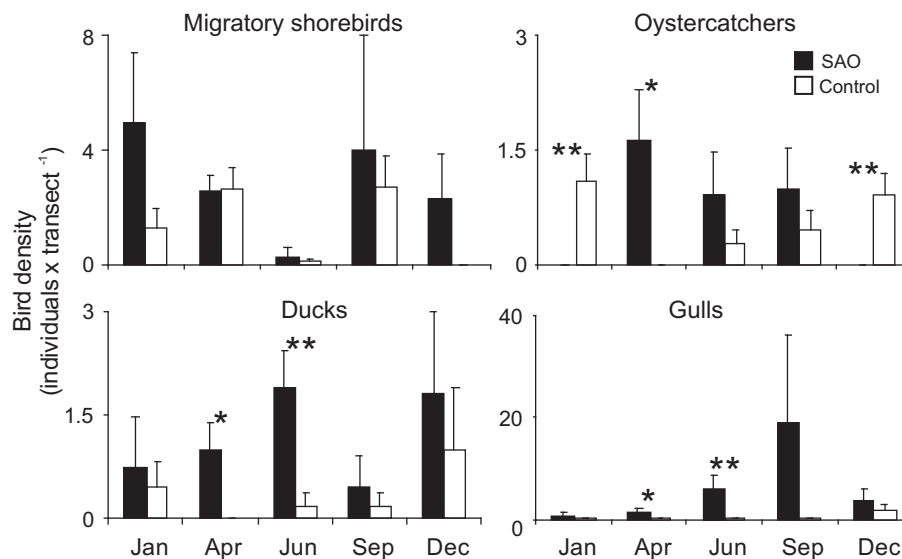 Migratory shorebirds
Oystercatchers
8
4
0
3
1.5
0
SAO
Control
**
*
**
Bird density
(individuals x transect -1)
Ducks
Gulls
3
1.5
0
40
20
0
*
**
*
**
Jan Apr Jun Sep Dec
Jan Apr Jun Sep Dec